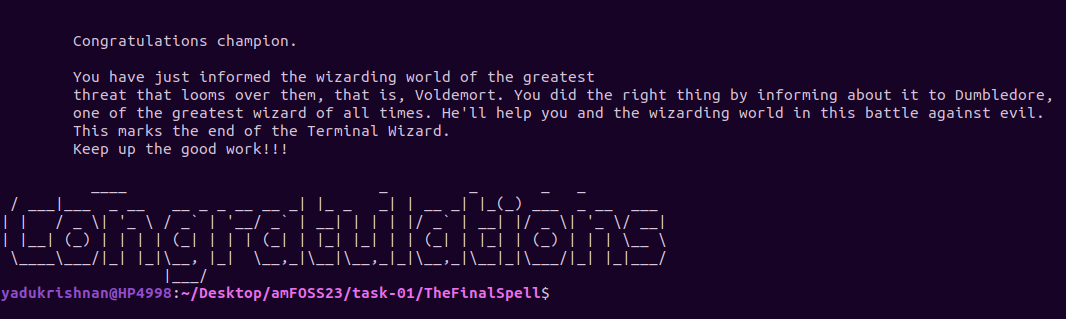 Congratulations champion.
You have just informed the wizarding world of the greatest
threat that looms over them, that is, Voldemort. You did the right thing by informing about it to Dumbledore,
one of the greatest wizard of all times. He'll help you and the wizarding world in this battle against evil.
This marks the end of the Terminal Wizard.
Keep up the good work!!!
Congratulations
yadukrishnan@HP4998:~/Desktop/amFOSS23/task-01/TheFinalSpell$